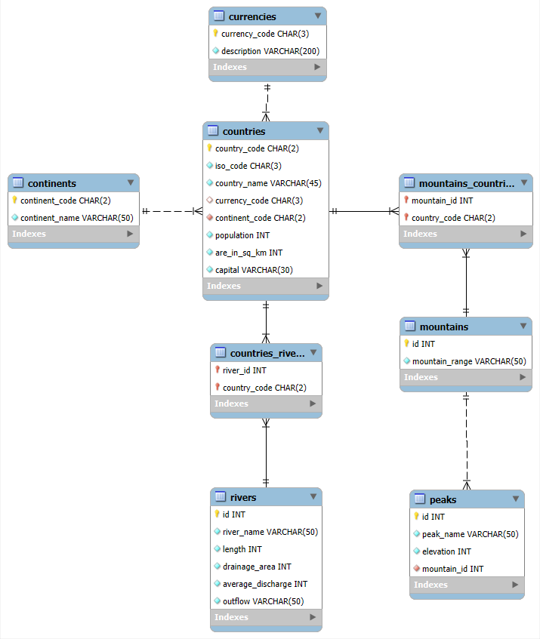 currencies
currency_code CHAR(3)
description VARCHAR(200)
Indexes
countries
country_code CHAR(2)
iso_code CHAR(3)
country_name VARCHAR(45)
currency_code CHAR(3)
continent_code CHAR(2)
population INT
are_in_sq_km INT
capital VARCHAR(30)
Indexes
continents
continent_code CHAR(2)
continent_name VARCHAR(50)
Indexes
mountains_countri...
mountain_id INT
country_code CHAR(2)
Indexes
countries_rive...
river_id INT
country_code CHAR(2)
Indexes
mountains
id INT
mountain_range VARCHAR(50)
Indexes
rivers
id INT
river_name VARCHAR(50)
length INT
drainage_area INT
average_discharge INT
outflow VARCHAR(50)
Indexes
peaks
id INT
peak_name VARCHAR(50)
elevation INT
mountain_id INT
Indexes